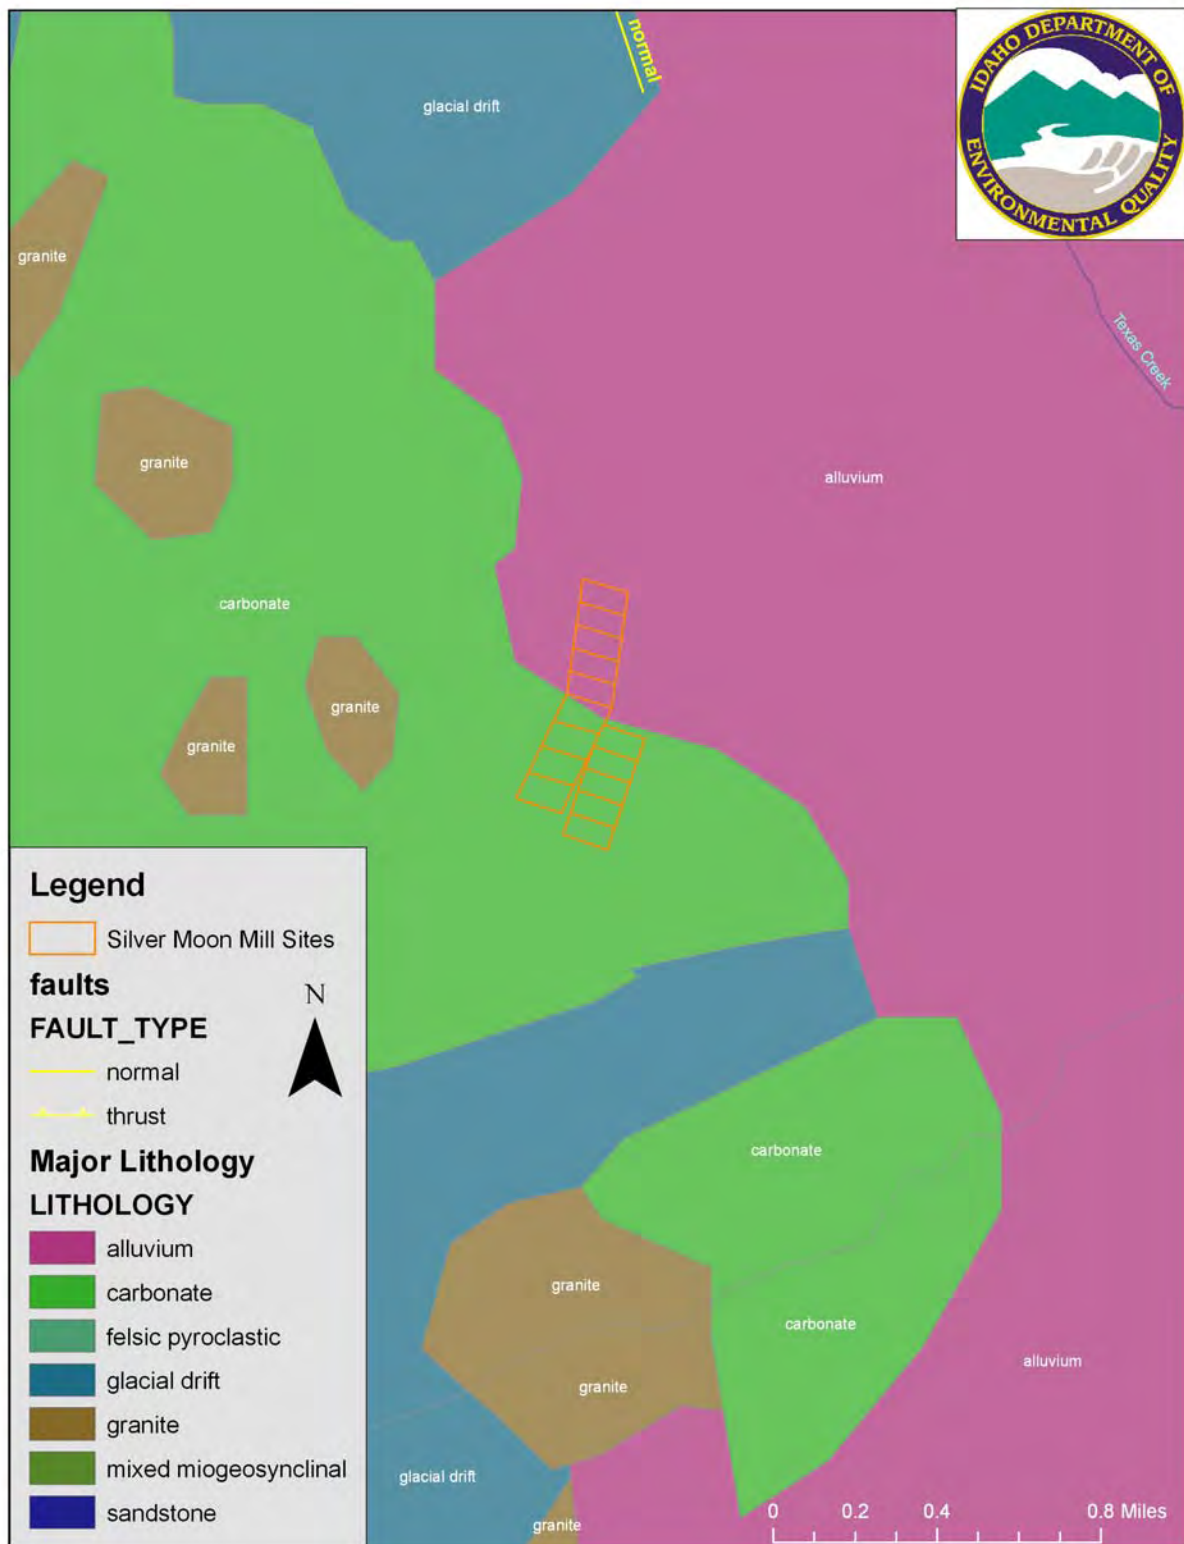 normal
IDAHO DEPARTMENT OF
ENVIRONMENTAL QUALITY
glacial drift
granite
Texas Creek
granite
alluvium
carbonate
granite
granite
Legend
Silver Moon Mill Sites
faults
FAULT_TYPE
normal
thrust
N
Major Lithology
LITHOLOGY
alluvium
carbonate
felsic pyroclastic
glacial drift
granite
mixed miogeosynclinal
sandstone
carbonate
granite
carbonate
alluvium
granite
glacial drift
granite
0 0.2 0.4 0.8 Miles